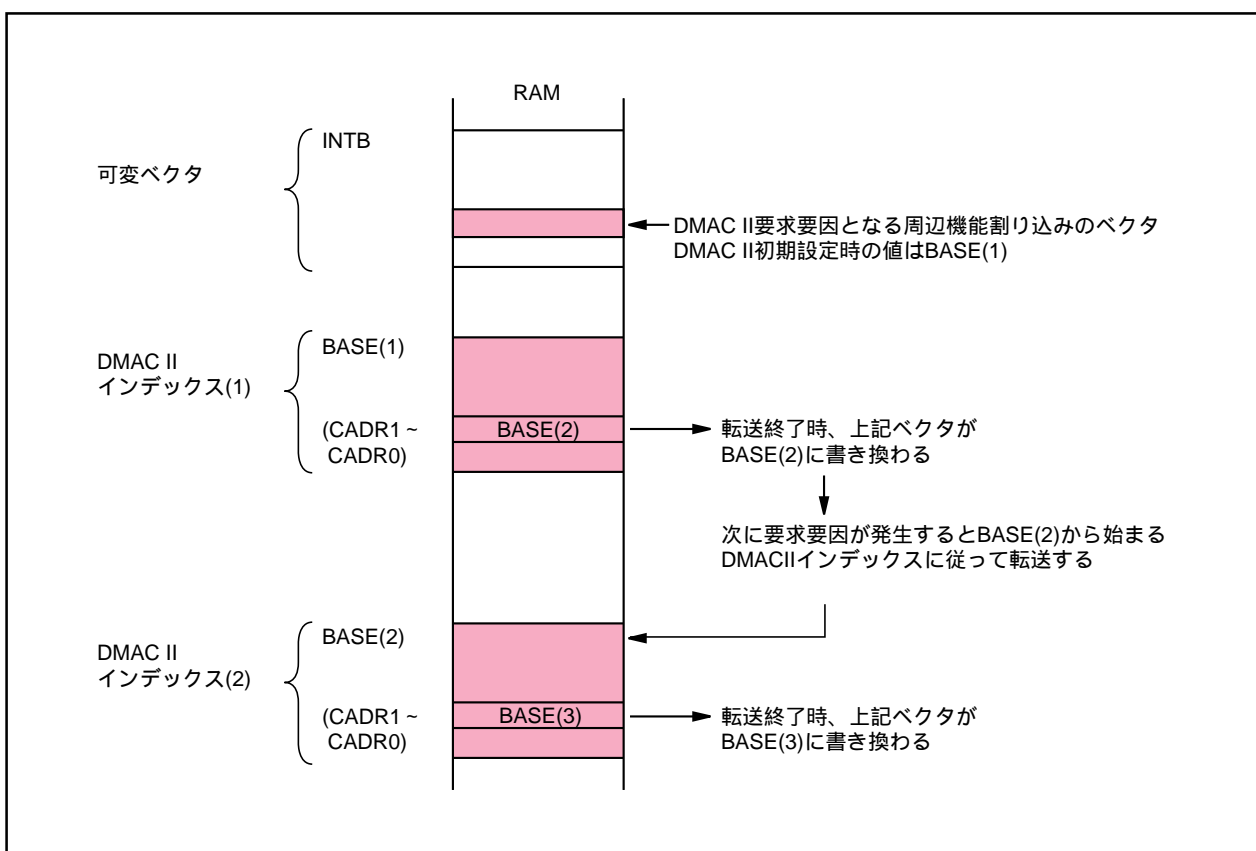 RAM
INTB
可変ベクタ
DMAC II要求要因となる周辺機能割り込みのベクタ
DMAC II初期設定時の値はBASE(1)
BASE(1)
DMAC II
インデックス(1)
(CADR1～
CADR0)
BASE(2)
転送終了時、上記ベクタが
BASE(2)に書き換わる
次に要求要因が発生するとBASE(2)から始まる
DMACIIインデックスに従って転送する
BASE(2)
DMAC II
インデックス(2)
(CADR1～
CADR0)
BASE(3)
転送終了時、上記ベクタが
BASE(3)に書き換わる